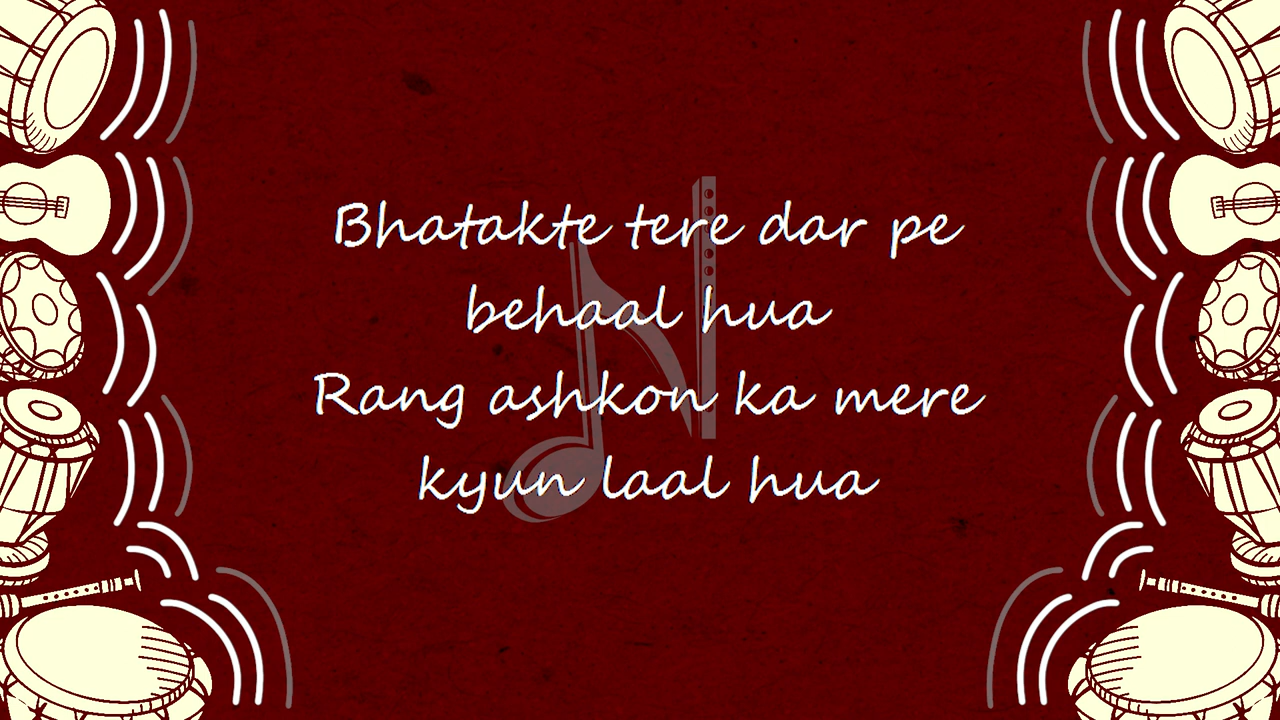 Bhatakte tere dar pe
behaal hua
Rang ashkon ka mere
kyun laal hua